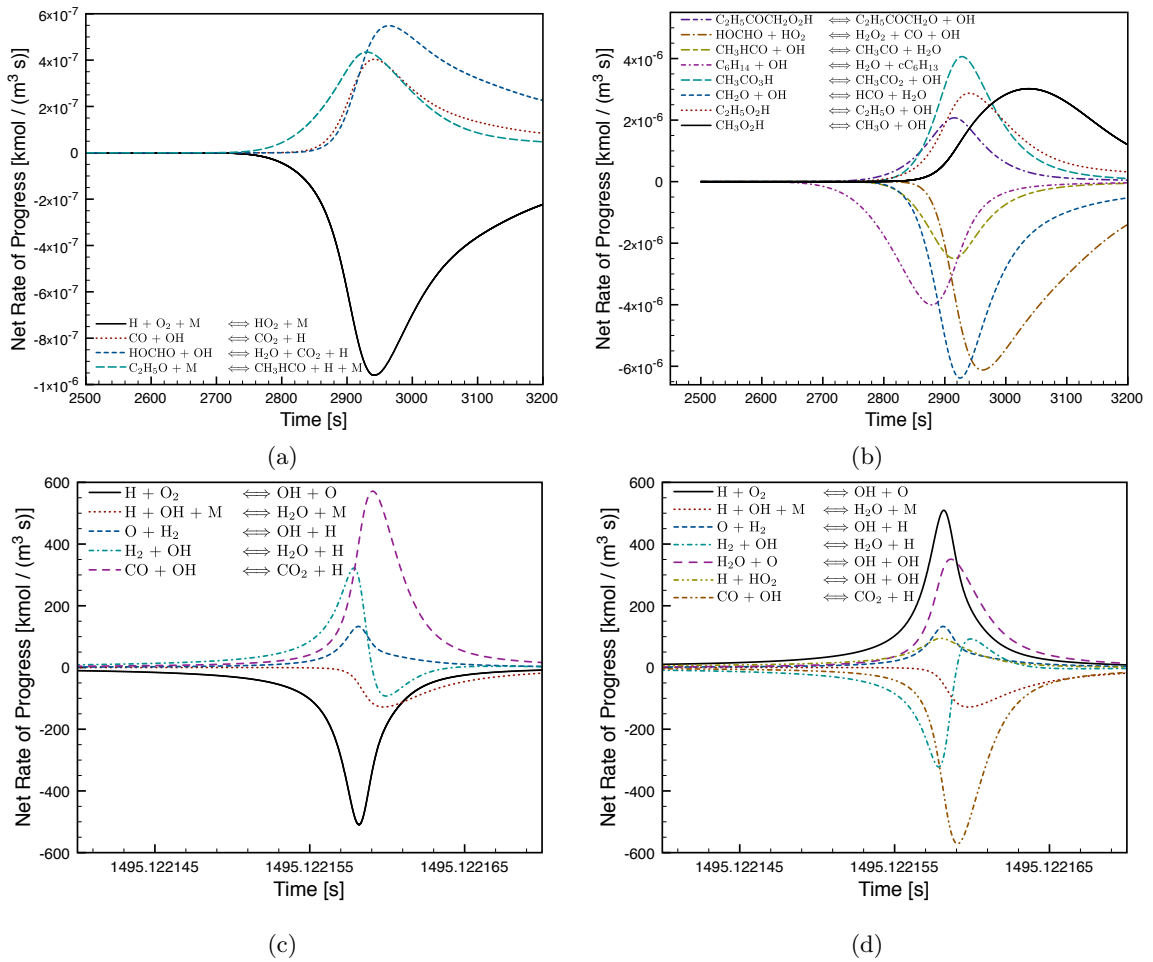 6×10⁻⁷
4×10⁻⁷
2×10⁻⁷
0
-2×10⁻⁷
-4×10⁻⁷
-6×10⁻⁷
-8×10⁻⁷
-1×10⁻⁶
Net Rate of Progress [kmol / (m³ s)]
H + O₂ + M ⟺ HO₂ + M
CO + OH ⟺ CO₂ + H
HOCHO + OH ⟺ H₂O + CO₂ + H
C₂H₅O + M ⟺ CH₃HCO + H + M
2500 2600 2700 2800 2900 3000 3100 3200
Time [s]
(a)
C₂H₅COCH₂O₂H ⟺ C₂H₅COCH₂O + OH
HOCHO + HO₂ ⟺ H₂O₂ + CO + OH
CH₃HCO + OH ⟺ CH₃CO + H₂O
C₆H₁₄ + OH ⟺ H₂O + cC₆H₁₃
CH₃CO₃H ⟺ CH₃CO₂ + OH
CH₂O + OH ⟺ HCO + H₂O
C₂H₅O₂H ⟺ C₂H₅O + OH
CH₃O₂H ⟺ CH₃O + OH
4×10⁻⁶
2×10⁻⁶
0
-2×10⁻⁶
-4×10⁻⁶
-6×10⁻⁶
Net Rate of Progress [kmol / (m³ s)]
2500 2600 2700 2800 2900 3000 3100 3200
Time [s]
(b)
600
400
200
0
-200
-400
-600
Net Rate of Progress [kmol / (m³ s)]
H + O₂ ⟺ OH + O
H + OH + M ⟺ H₂O + M
O + H₂ ⟺ OH + H
H₂ + OH ⟺ H₂O + H
CO + OH ⟺ CO₂ + H
1495.122145 1495.122155 1495.122165
Time [s]
(c)
600
400
200
0
-200
-400
-600
Net Rate of Progress [kmol / (m³ s)]
H + O₂ ⟺ OH + O
H + OH + M ⟺ H₂O + M
O + H₂ ⟺ OH + H
H₂ + OH ⟺ H₂O + H
H₂O + O ⟺ OH + OH
H + HO₂ ⟺ OH + OH
CO + OH ⟺ CO₂ + H
1495.122145 1495.122155 1495.122165
Time [s]
(d)